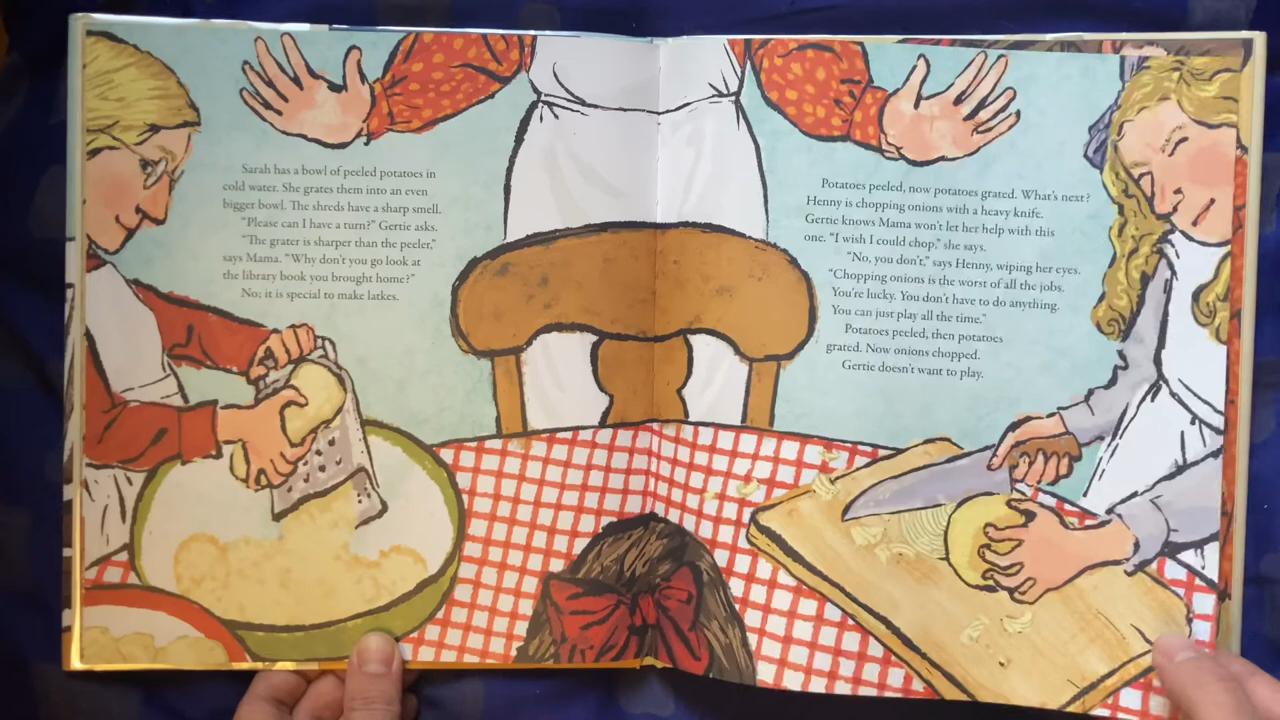 Sarah has a bowl of peeled potatoes in
cold water. She grates them into an even
bigger bowl. The shreds have a sharp smell.
"Please can I have a turn?" Gertie asks.
"The grater is sharper than the peeler,"
says Mama. "Why don't you go look at
the library book you brought home?"
No; it is special to make latkes.
Potatoes peeled, now potatoes grated. What's next?
Henny is chopping onions with a heavy knife.
Gertie knows Mama won't let her help with this
one. "I wish I could chop," she says.
"No, you don't," says Henny, wiping her eyes.
"Chopping onions is the worst of all the jobs.
You're lucky. You don't have to do anything.
You can just play all the time."
Potatoes peeled, then potatoes
grated. Now onions chopped.
Gertie doesn't want to play.